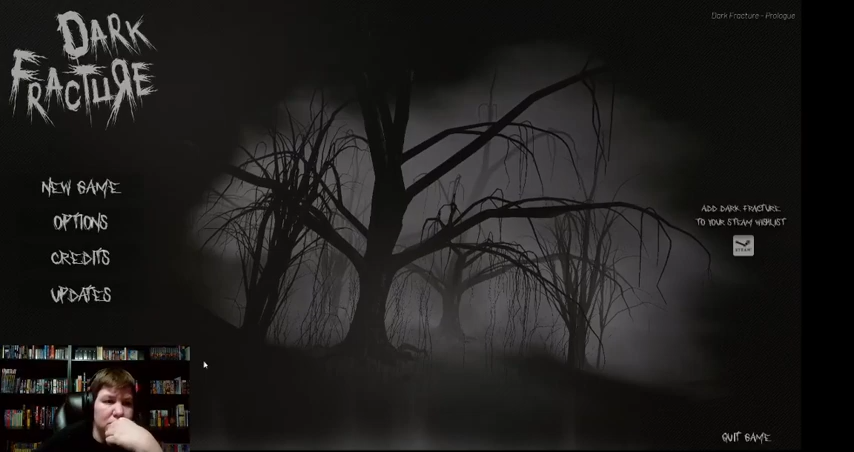 DARK
FRACTURE
Dark Fracture - Prologue
NEW GAME
OPTIONS
CREDITS
UPDATES
ADD DARK FRACTURE
TO YOUR STEAM WISHLIST
STEAM
QUIT GAME